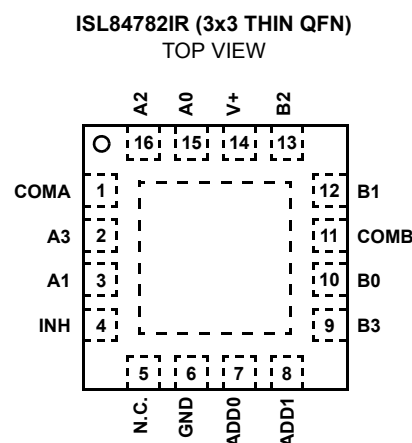 ISL84782IR (3x3 THIN QFN)
TOP VIEW
A2 A0 V+ B2
16 15 14 13
COMA 1 12 B1
A3 2 11 COMB
A1 3 10 B0
INH 4 9 B3
5 6 7 8
N.C. GND ADD0 ADD1